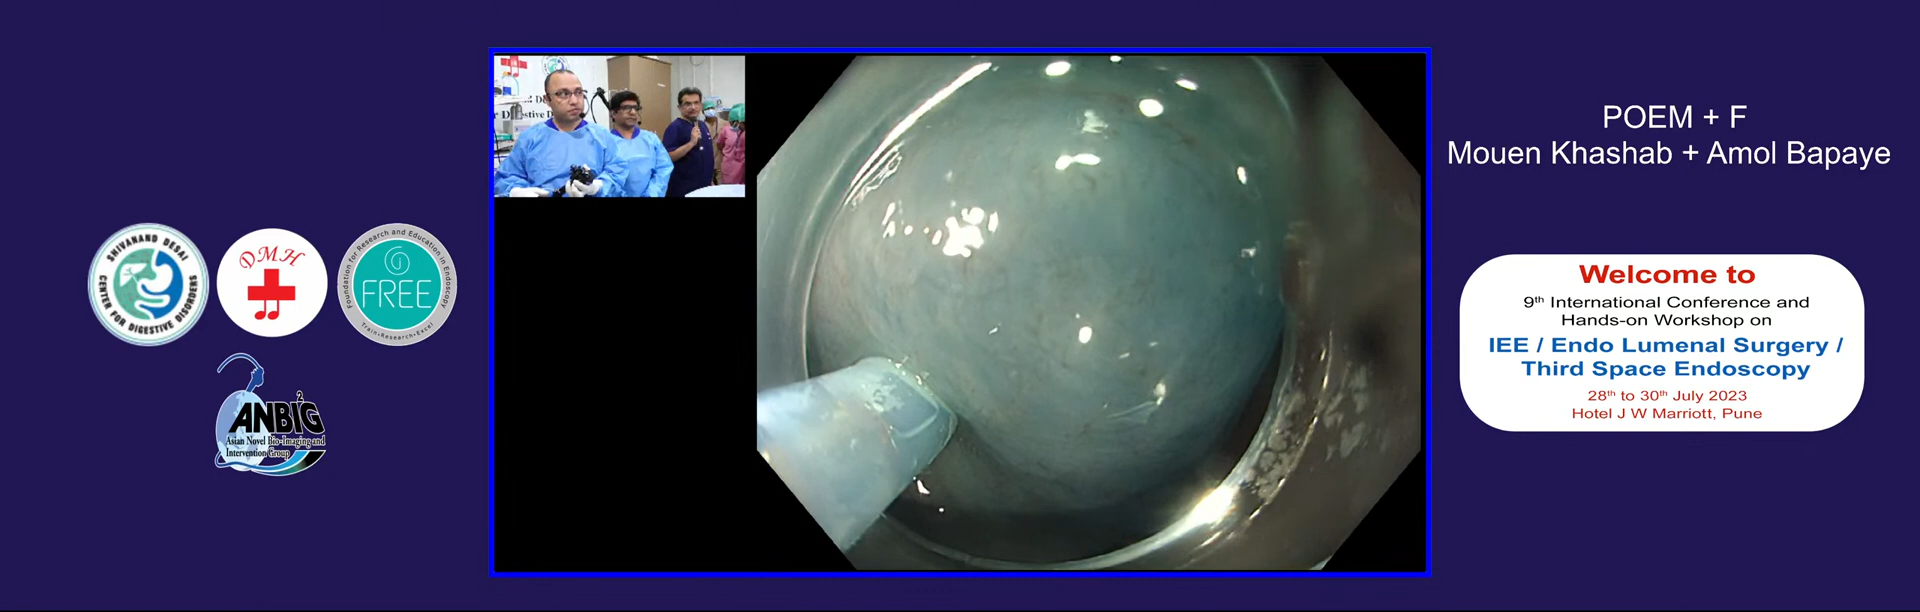 SHIVANAND DESAI
CENTER FOR DIGESTIVE DISORDERS
DMH
Foundation for Research and Education in Endoscopy
FREE
Train•Research•Excel
ANBIG
2
Asian Novel Bio-Imaging and
Intervention Group
POEM + F
Mouen Khashab + Amol Bapaye
Welcome to
9th International Conference and
Hands-on Workshop on
IEE / Endo Lumenal Surgery /
Third Space Endoscopy
28th to 30th July 2023
Hotel J W Marriott, Pune